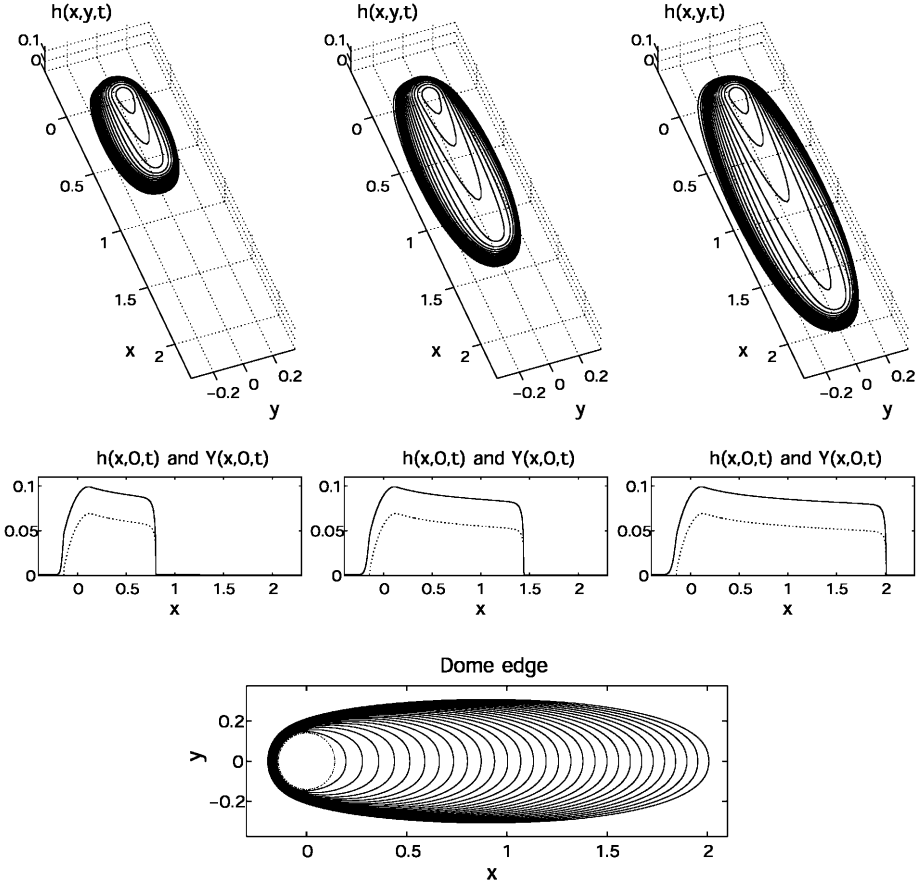 h(x,y,t) h(x,y,t) h(x,y,t)
0.1 0.1 0.1
0 0 0
0 0 0
0.5 0.5 0.5
1 1 1
1.5 1.5 1.5
x 2 x 2 x 2
−0.2 0 0.2 −0.2 0 0.2 −0.2 0 0.2
y y y
h(x,0,t) and Y(x,0,t) h(x,0,t) and Y(x,0,t) h(x,0,t) and Y(x,0,t)
0.1 0.1 0.1
0.05 0.05 0.05
0 0 0
0 0.5 1 1.5 2 0 0.5 1 1.5 2 0 0.5 1 1.5 2
x x x
Dome edge
0.2
y 0
−0.2
0 0.5 1 1.5 2
x